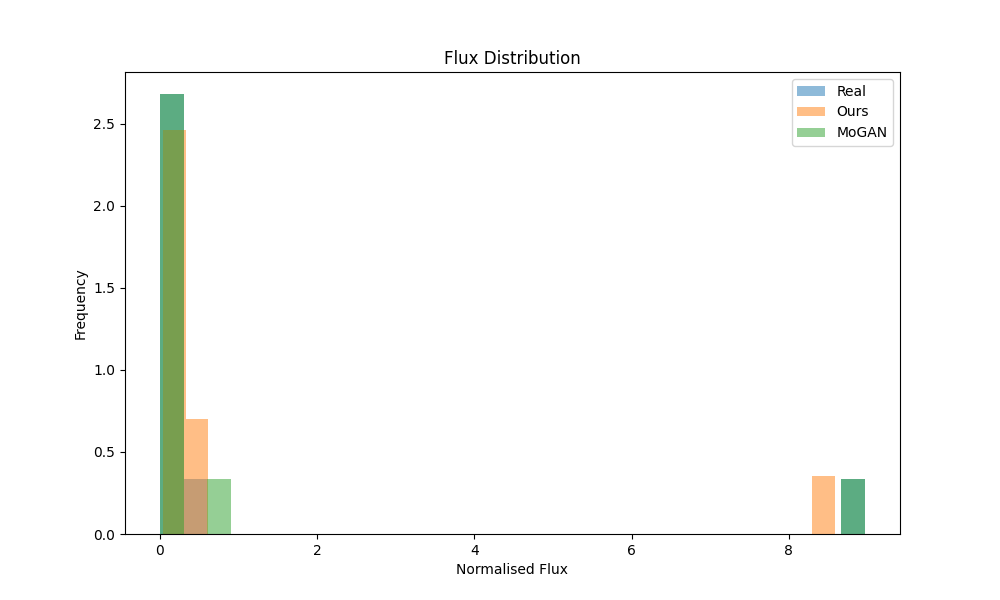 Flux Distribution
Real
Ours
MoGAN
Frequency
2.5
2.0
1.5
1.0
0.5
0.0
0 2 4 6 8
Normalised Flux